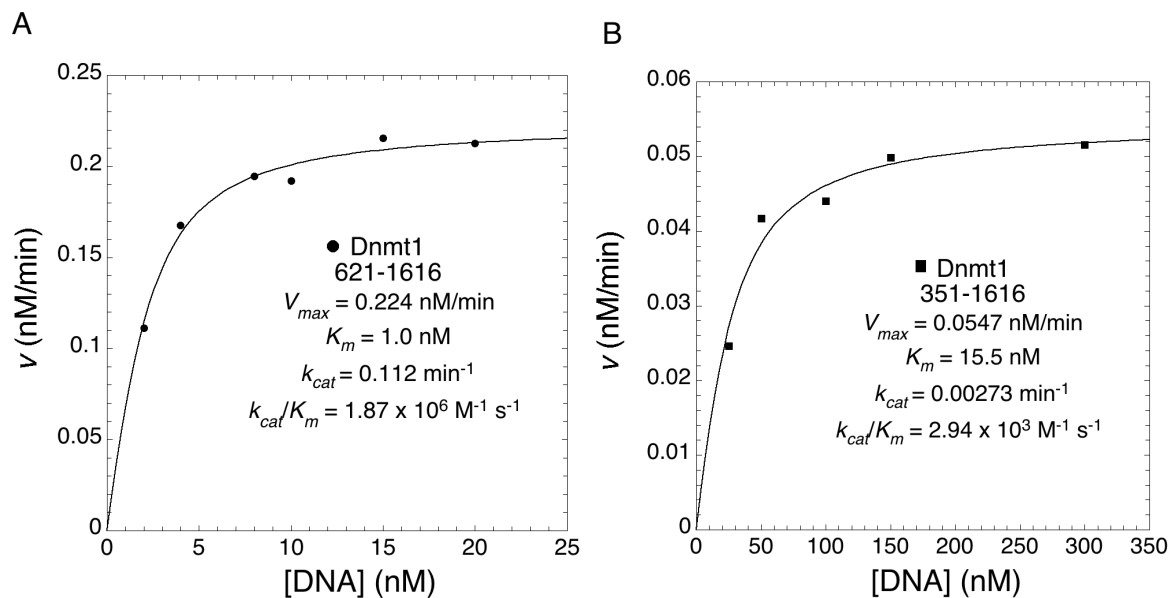 A
0.25
0.2
0.15
0.1
0.05
0
v (nM/min)
0 5 10 15 20 25
[DNA] (nM)
● Dnmt1
621-1616
Vmax = 0.224 nM/min
Km = 1.0 nM
kcat = 0.112 min⁻¹
kcat/Km = 1.87 x 10⁶ M⁻¹ s⁻¹
B
0.06
0.05
0.04
0.03
0.02
0.01
0
v (nM/min)
0 50 100 150 200 250 300 350
[DNA] (nM)
■ Dnmt1
351-1616
Vmax = 0.0547 nM/min
Km = 15.5 nM
kcat = 0.00273 min⁻¹
kcat/Km = 2.94 x 10³ M⁻¹ s⁻¹